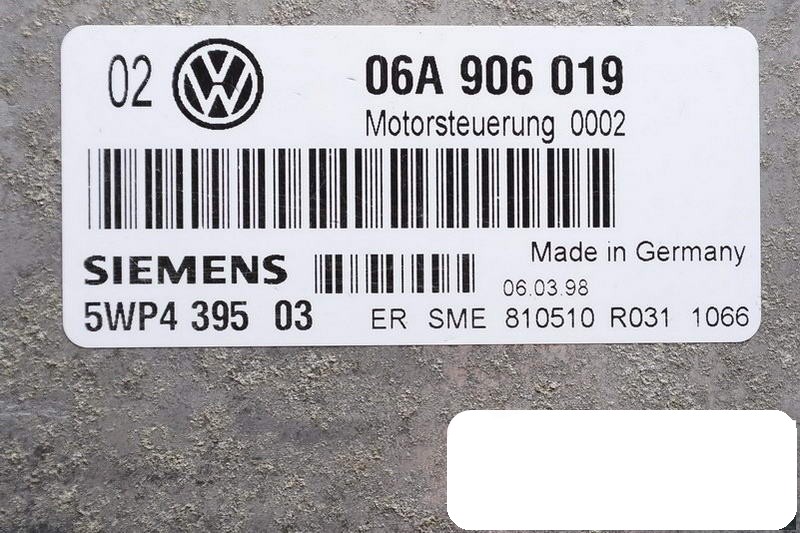 02 06A 906 019
Motorsteuerung 0002
Made in Germany
SIEMENS 06.03.98
5WP4 395 03 ER SME 810510 R031 1066